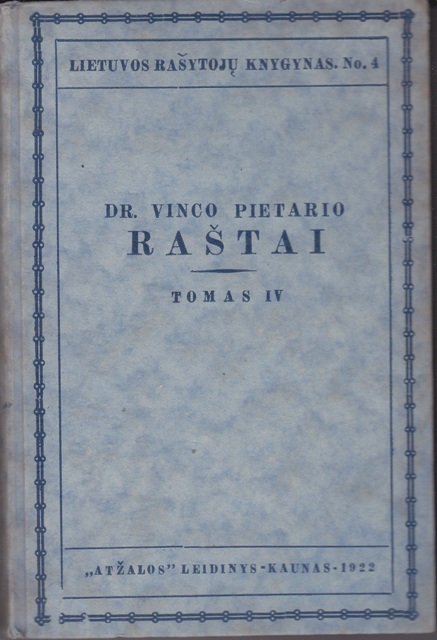 LIETUVOS RAŠYTOJŲ KNYGYNAS. No. 4
DR. VINCO PIETARIO
RAŠTAI
TOMAS IV
„ATŽALOS” LEIDINYS-KAUNAS-1922